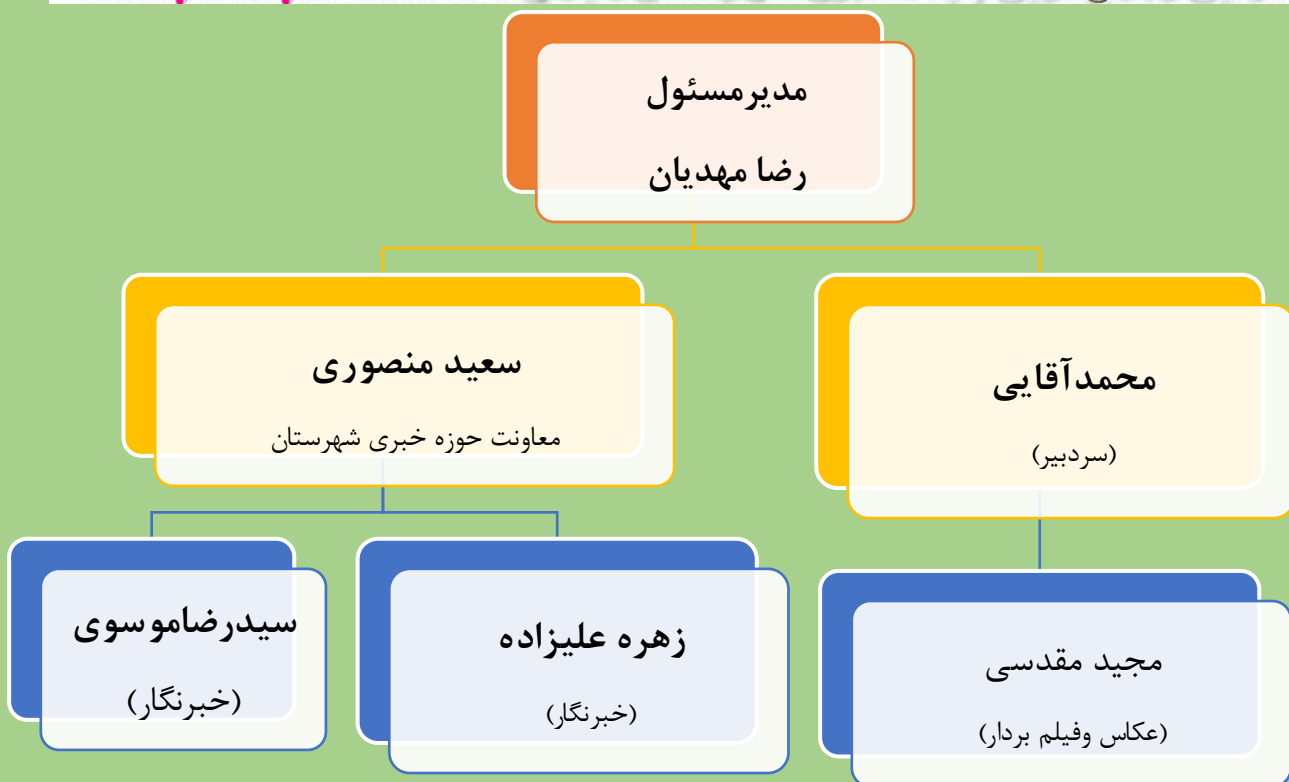 مدیرمسئول
رضا مهدیان
محمدآقایی
(سردبیر)
سعید منصوری
معاونت حوزه خبری شهرستان
مجید مقدسی
(عکاس وفیلم بردار)
زهره علیزاده
(خبرنگار)
سیدرضاموسوی
(خبرنگار)